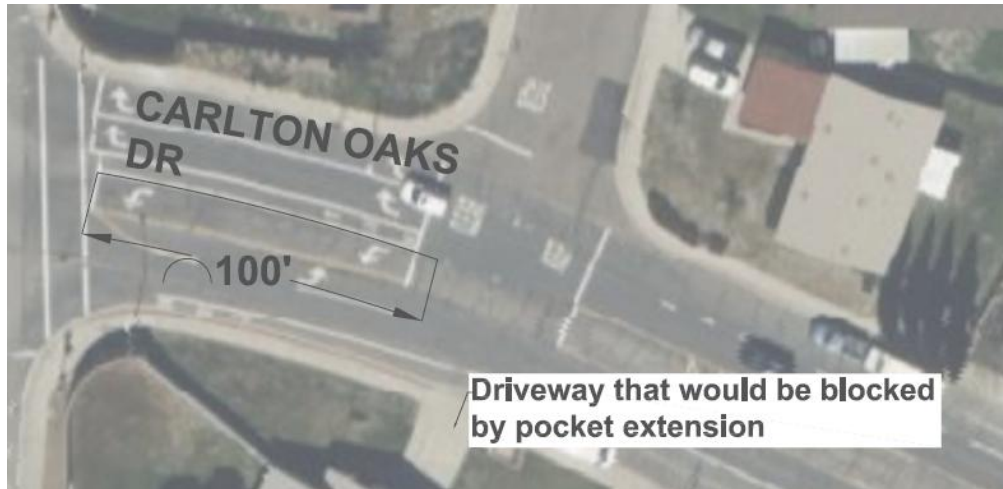 CARLTON OAKS
DR
100'
Driveway that would be blocked
by pocket extension